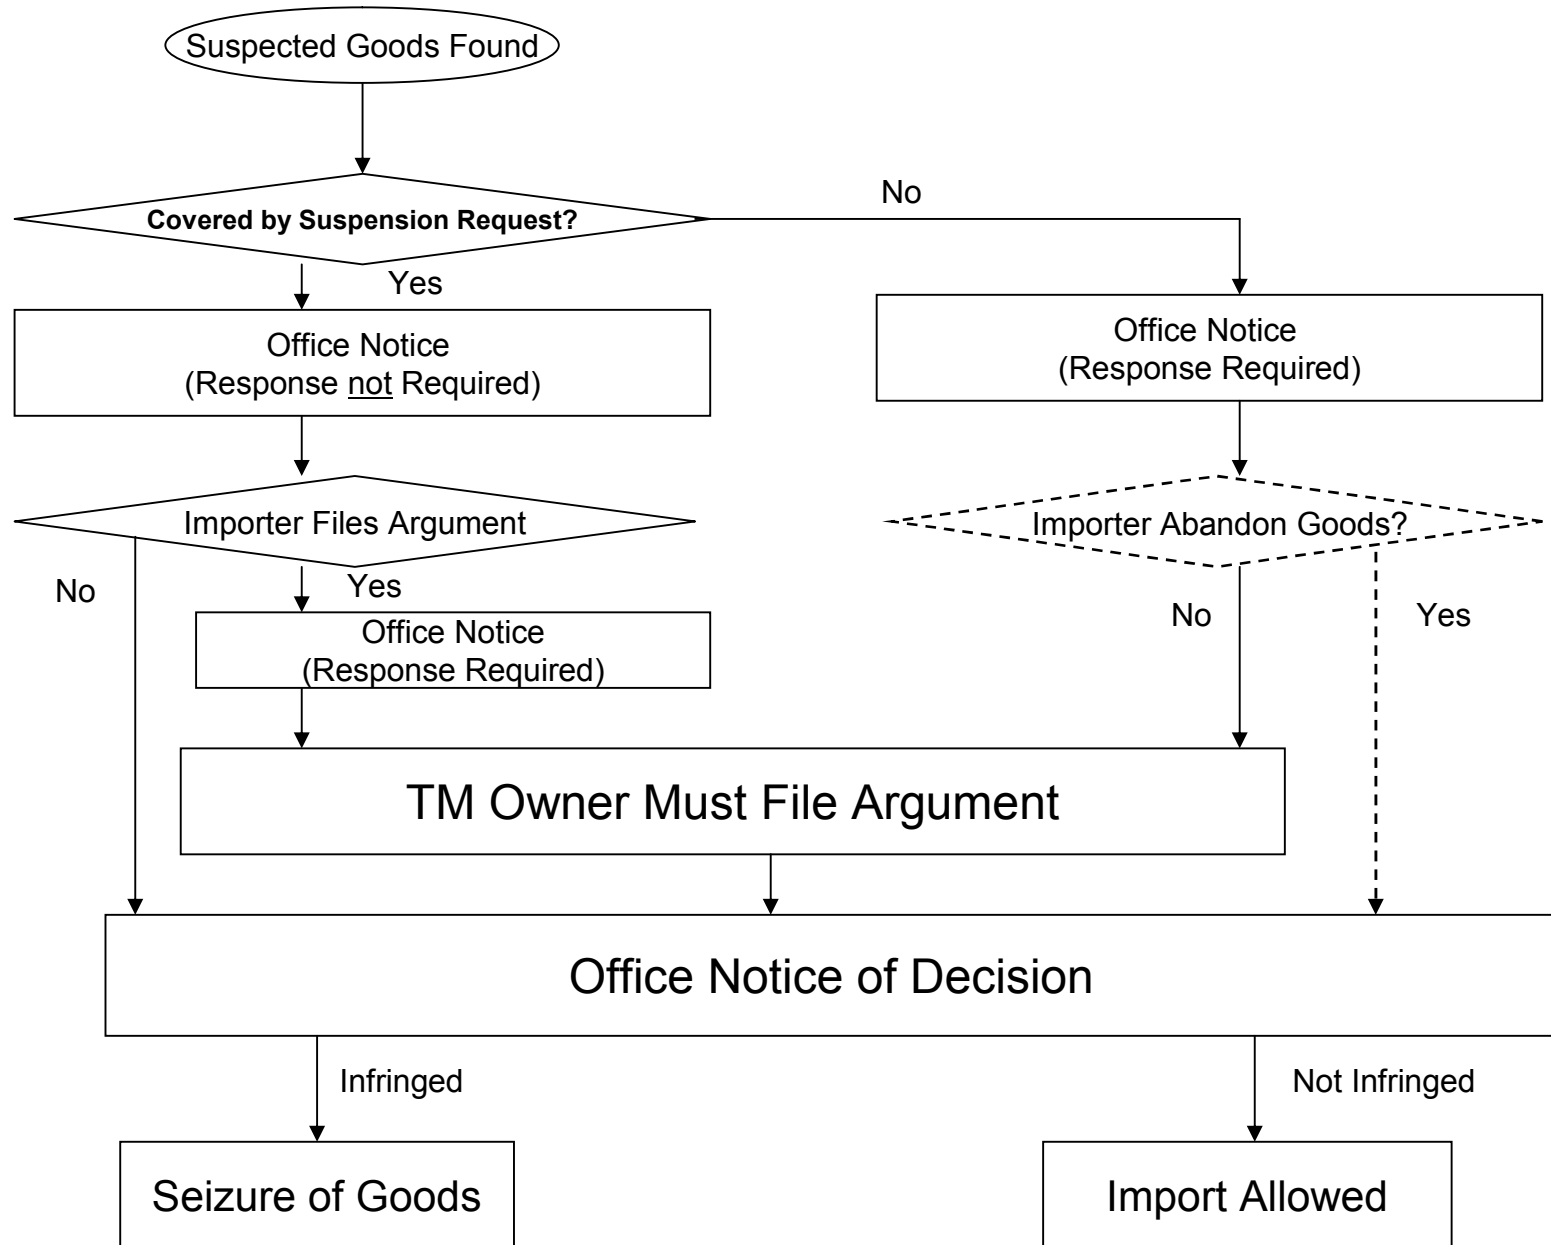 Suspected Goods Found
Covered by Suspension Request?
No
Yes
Office Notice
(Response not Required)
Office Notice
(Response Required)
Importer Files Argument
Importer Abandon Goods?
No
Yes
No
Yes
Office Notice
(Response Required)
TM Owner Must File Argument
Office Notice of Decision
Infringed
Not Infringed
Seizure of Goods
Import Allowed